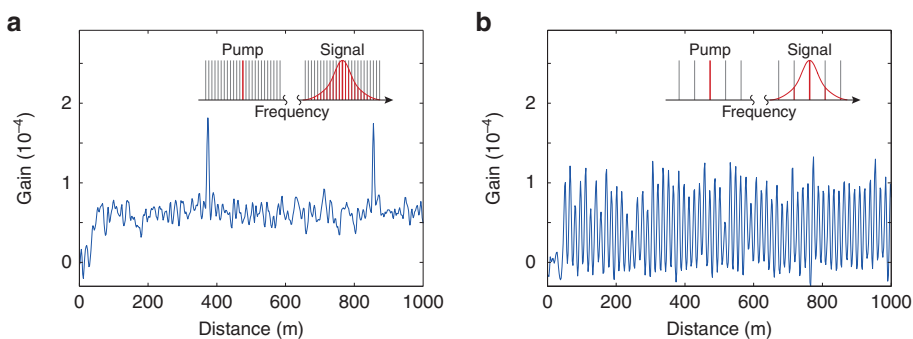 a
Pump
Signal
Frequency
Gain (10⁻⁴)
2
1
0
0
200
400
600
800
1000
Distance (m)
b
Pump
Signal
Frequency
Gain (10⁻⁴)
2
1
0
0
200
400
600
800
1000
Distance (m)